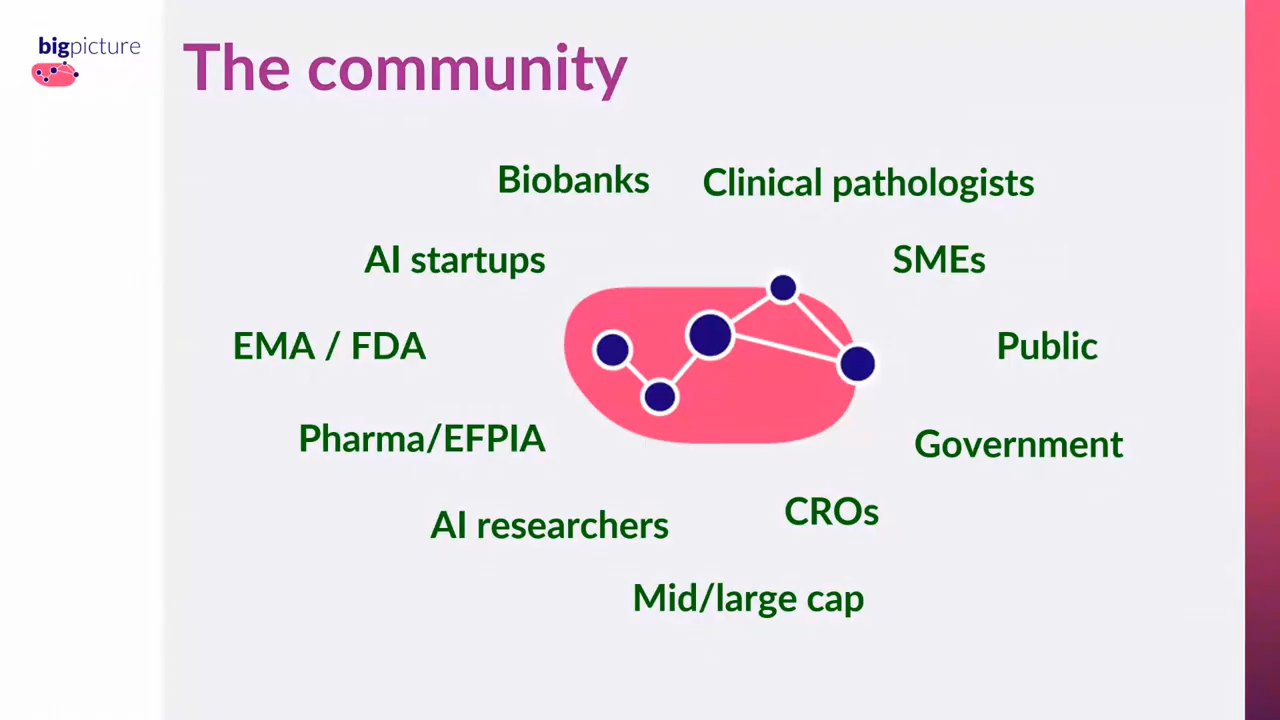 bigpicture
The community
Biobanks
Clinical pathologists
AI startups
SMEs
EMA / FDA
Public
Pharma/EFPIA
Government
AI researchers
CROs
Mid/large cap